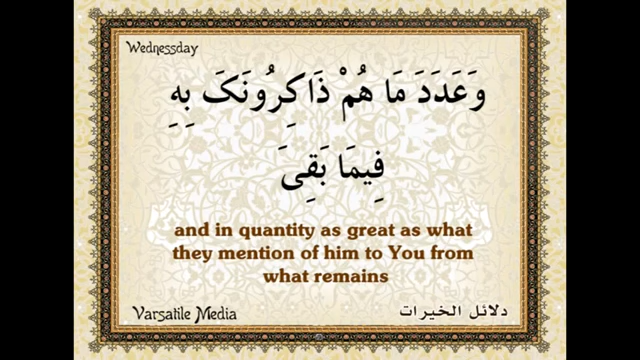 Wednessday
وَعَدَدَ مَا هُمْ ذَاكِرُونَكَ بِهِ
فِيمَا بَقِىَ
and in quantity as great as what
they mention of him to You from
what remains
Varsatile Media
دلائل الخيرات